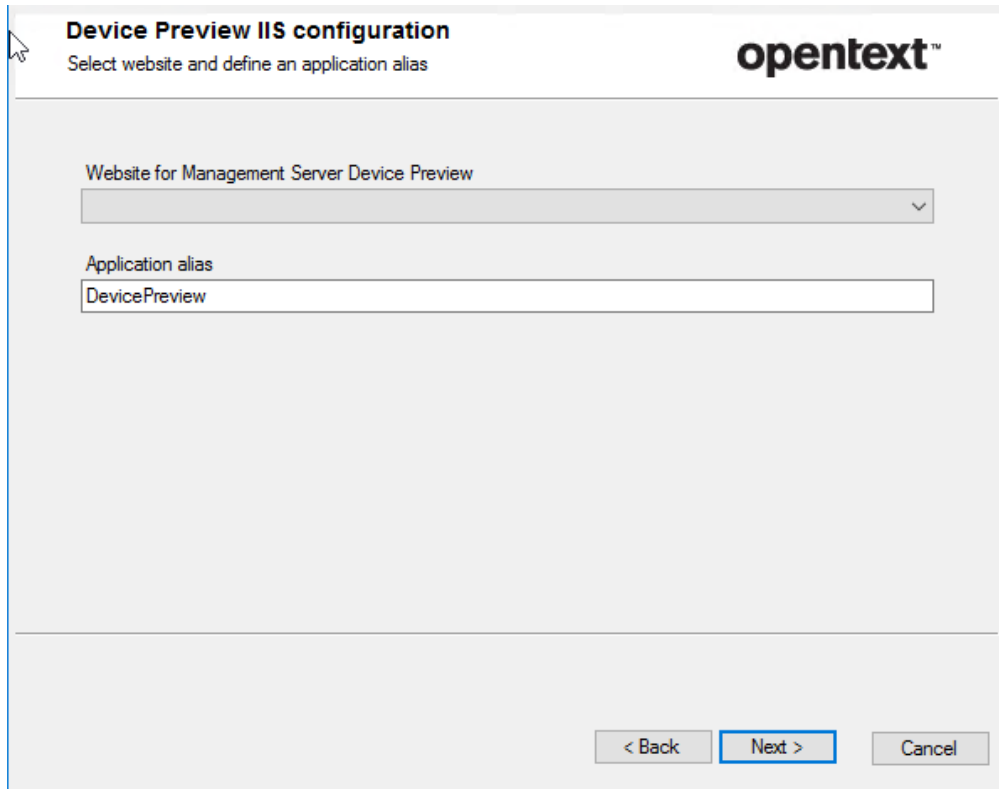 Device Preview IIS configuration
Select website and define an application alias
opentext™
Website for Management Server Device Preview
Application alias
DevicePreview
< Back
Next >
Cancel